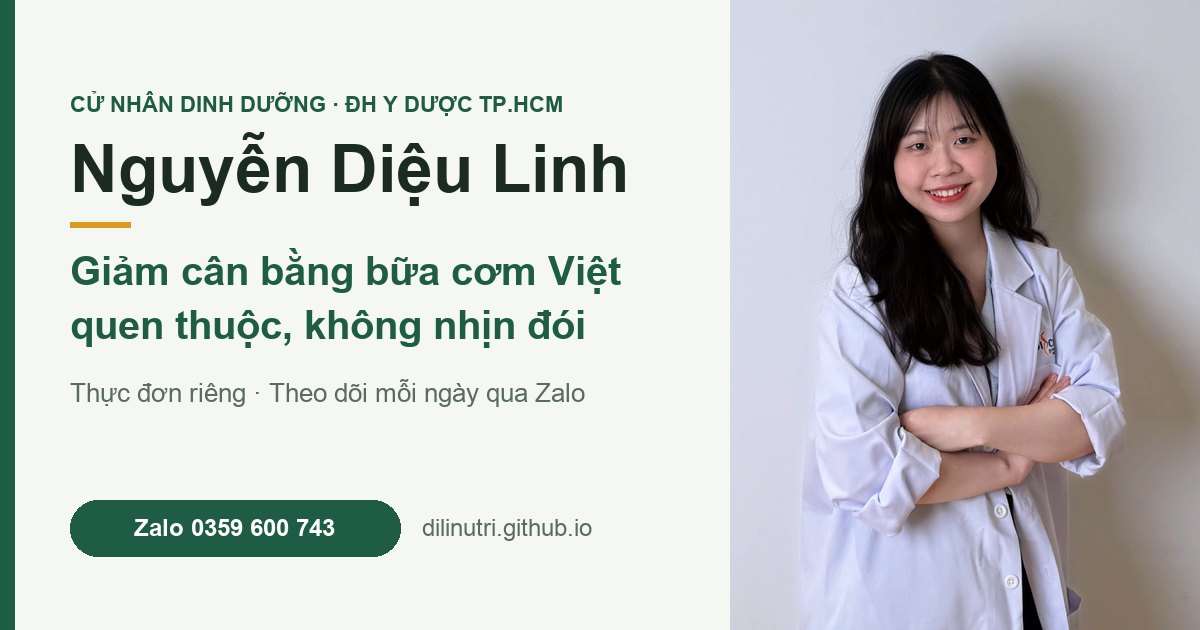 CỬ NHÂN DINH DƯỠNG · ĐH Y DƯỢC TP.HCM
Nguyễn Diệu Linh
Giảm cân bằng bữa cơm Việt
quen thuộc, không nhịn đói
Thực đơn riêng · Theo dõi mỗi ngày qua Zalo
Zalo 0359 600 743
dilinutri.github.io